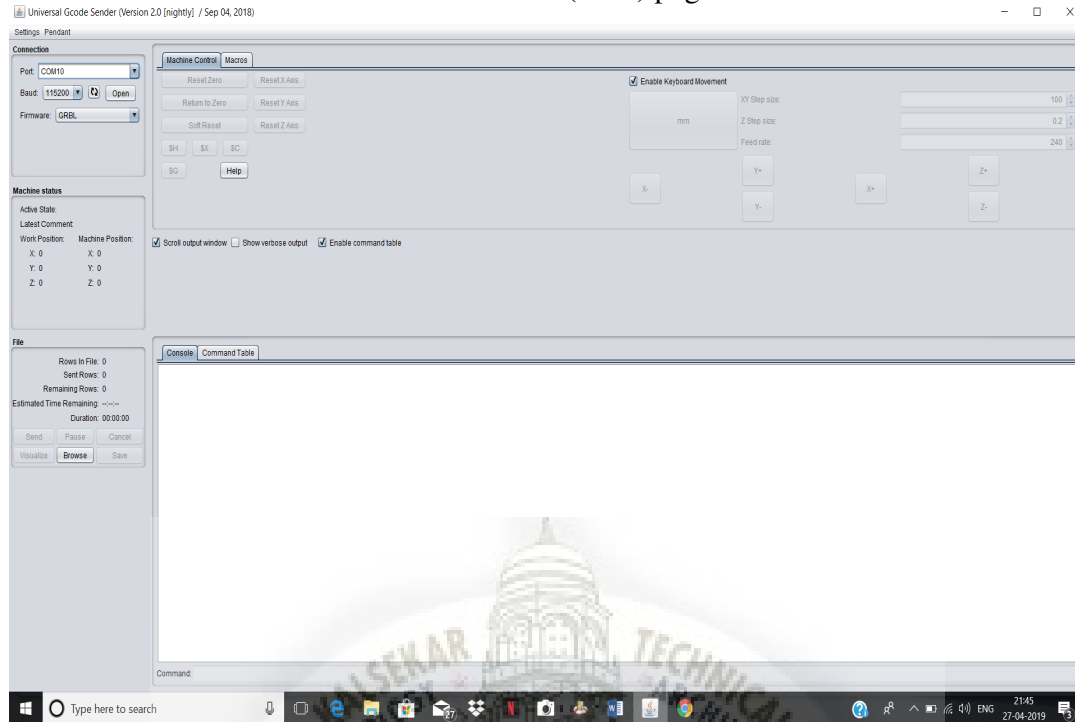 Universal Gcode Sender (Version 2.0 [nightly] / Sep 04, 2018)
Settings Pendant
Connection
Port: COM10
Baud: 115200 Open
Firmware: GRBL
Machine Control Macros
Reset Zero Reset X Axis
Return to Zero Reset Y Axis
Soft Reset Reset Z Axis
$H $X $C
$G Help
Enable Keyboard Movement
mm
XY Step size: 100
Z Step size: 0.2
Feed rate: 240
Y+ Z+
X- X+
Y- Z-
Machine status
Active State:
Latest Comment:
Work Position: Machine Position:
X: 0 X: 0
Y: 0 Y: 0
Z: 0 Z: 0
Scroll output window Show verbose output Enable command table
File
Rows In File: 0
Sent Rows: 0
Remaining Rows: 0
Estimated Time Remaining: --:--:--
Duration: 00:00:00
Send Pause Cancel
Visualize Browse Save
Console Command Table
Command:
SEKAR TECHNICA
Type here to search
27
ENG
21:45
27-04-2019
3